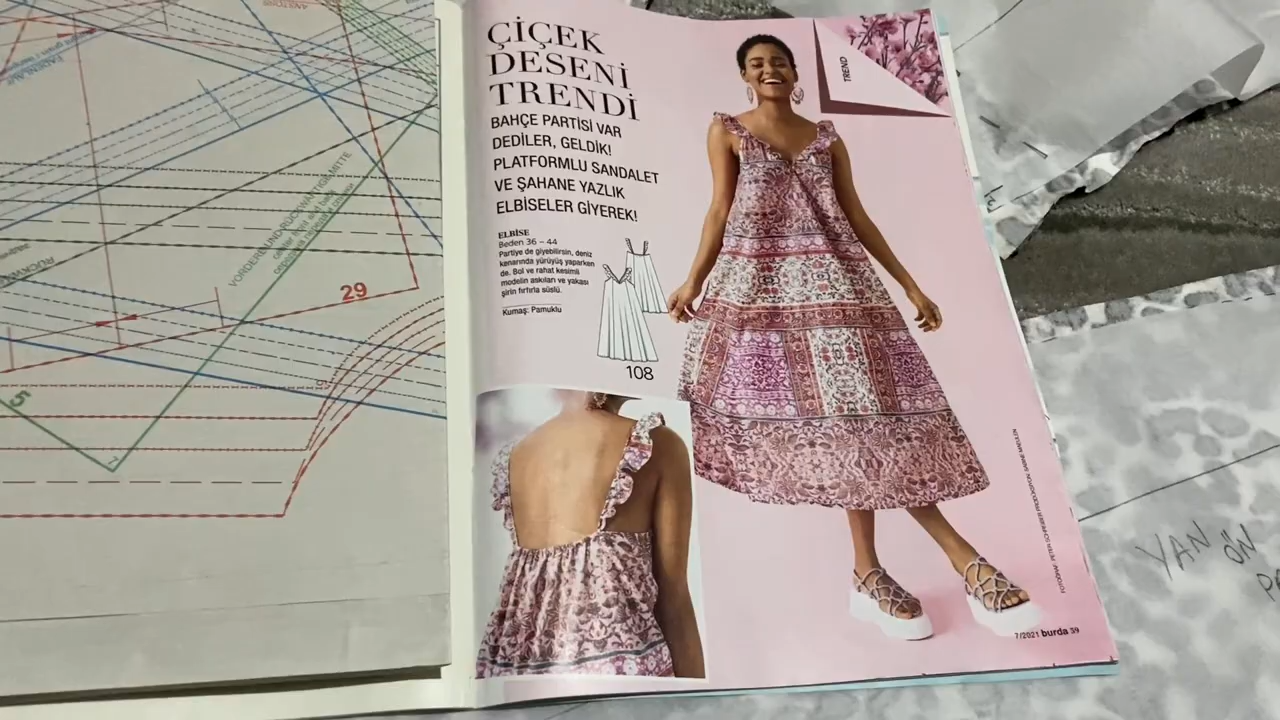 ÇİÇEK
DESENİ
TRENDİ
BAHÇE PARTİSİ VAR
DEDİLER, GELDİK!
PLATFORMLU SANDALET
VE ŞAHANE YAZLIK
ELBİSELER GİYEREK!
ELBİSE
Beden 36 – 44
Partiye de giyebilirsin, deniz
kenarında yürüyüş yaparken
de. Bol ve rahat kesimli
modelin askıları ve yakası
şirin fırfırla süslü.
Kumaş: Pamuklu
108
TREND
7/2021 burda 59
29
5
YAN ÖN